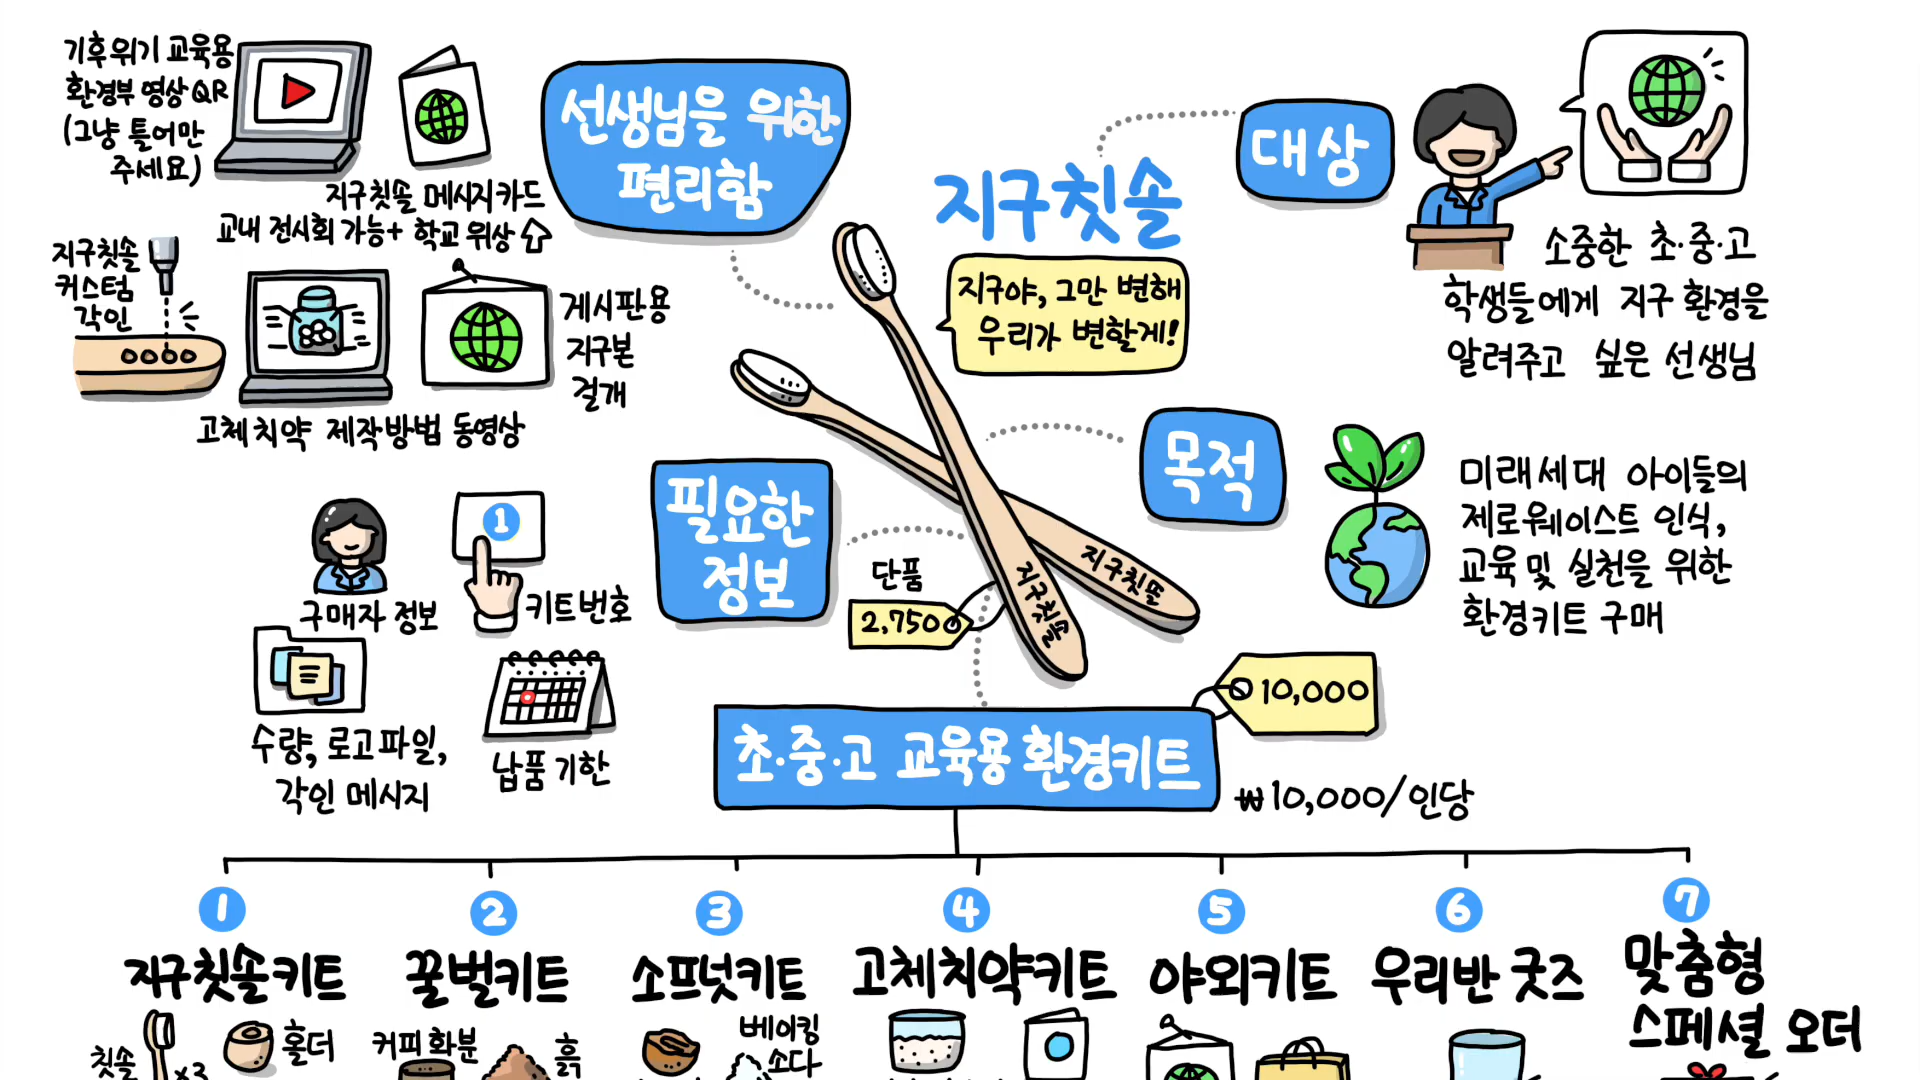 기후위기 교육용
환경부 영상 QR
(그냥 틀어만
주세요)
지구칫솔 메시지카드
교내 전시회 가능+ 학교 위상
선생님을 위한
편리함
지구칫솔
커스텀
각인
게시판용
지구본
걸개
고체치약 제작방법 동영상
지구칫솔
지구야, 그만 변해
우리가 변할게!
대상
소중한 초·중·고
학생들에게 지구 환경을
알려주고 싶은 선생님
목적
미래세대 아이들의
제로웨이스트 인식,
교육 및 실천을 위한
환경키트 구매
필요한
정보
1
구매자 정보
키트번호
수량, 로고파일,
각인 메시지
납품 기한
단품
2,750
지구칫솔
지구칫똘
10,000
초·중·고 교육용 환경키트
₩10,000/인당
1
지구칫솔키트
칫솔
x3
홀더
2
꿀벌키트
커피화분
흙
3
소프넛키트
베이킹
소다
4
고체치약키트
5
야외키트
6
우리반 굿즈
7
맞춤형
스페셜 오더